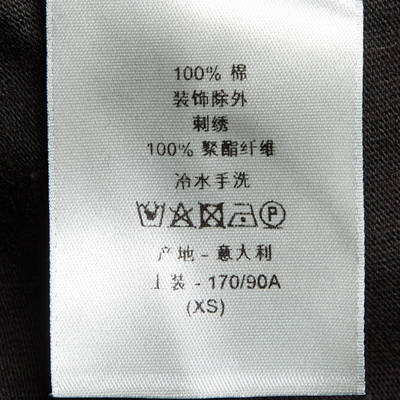 100% 棉
装饰除外
刺绣
100% 聚酯纤维
冷水手洗
P
产地 - 意大利
上装 - 170/90A
(XS)